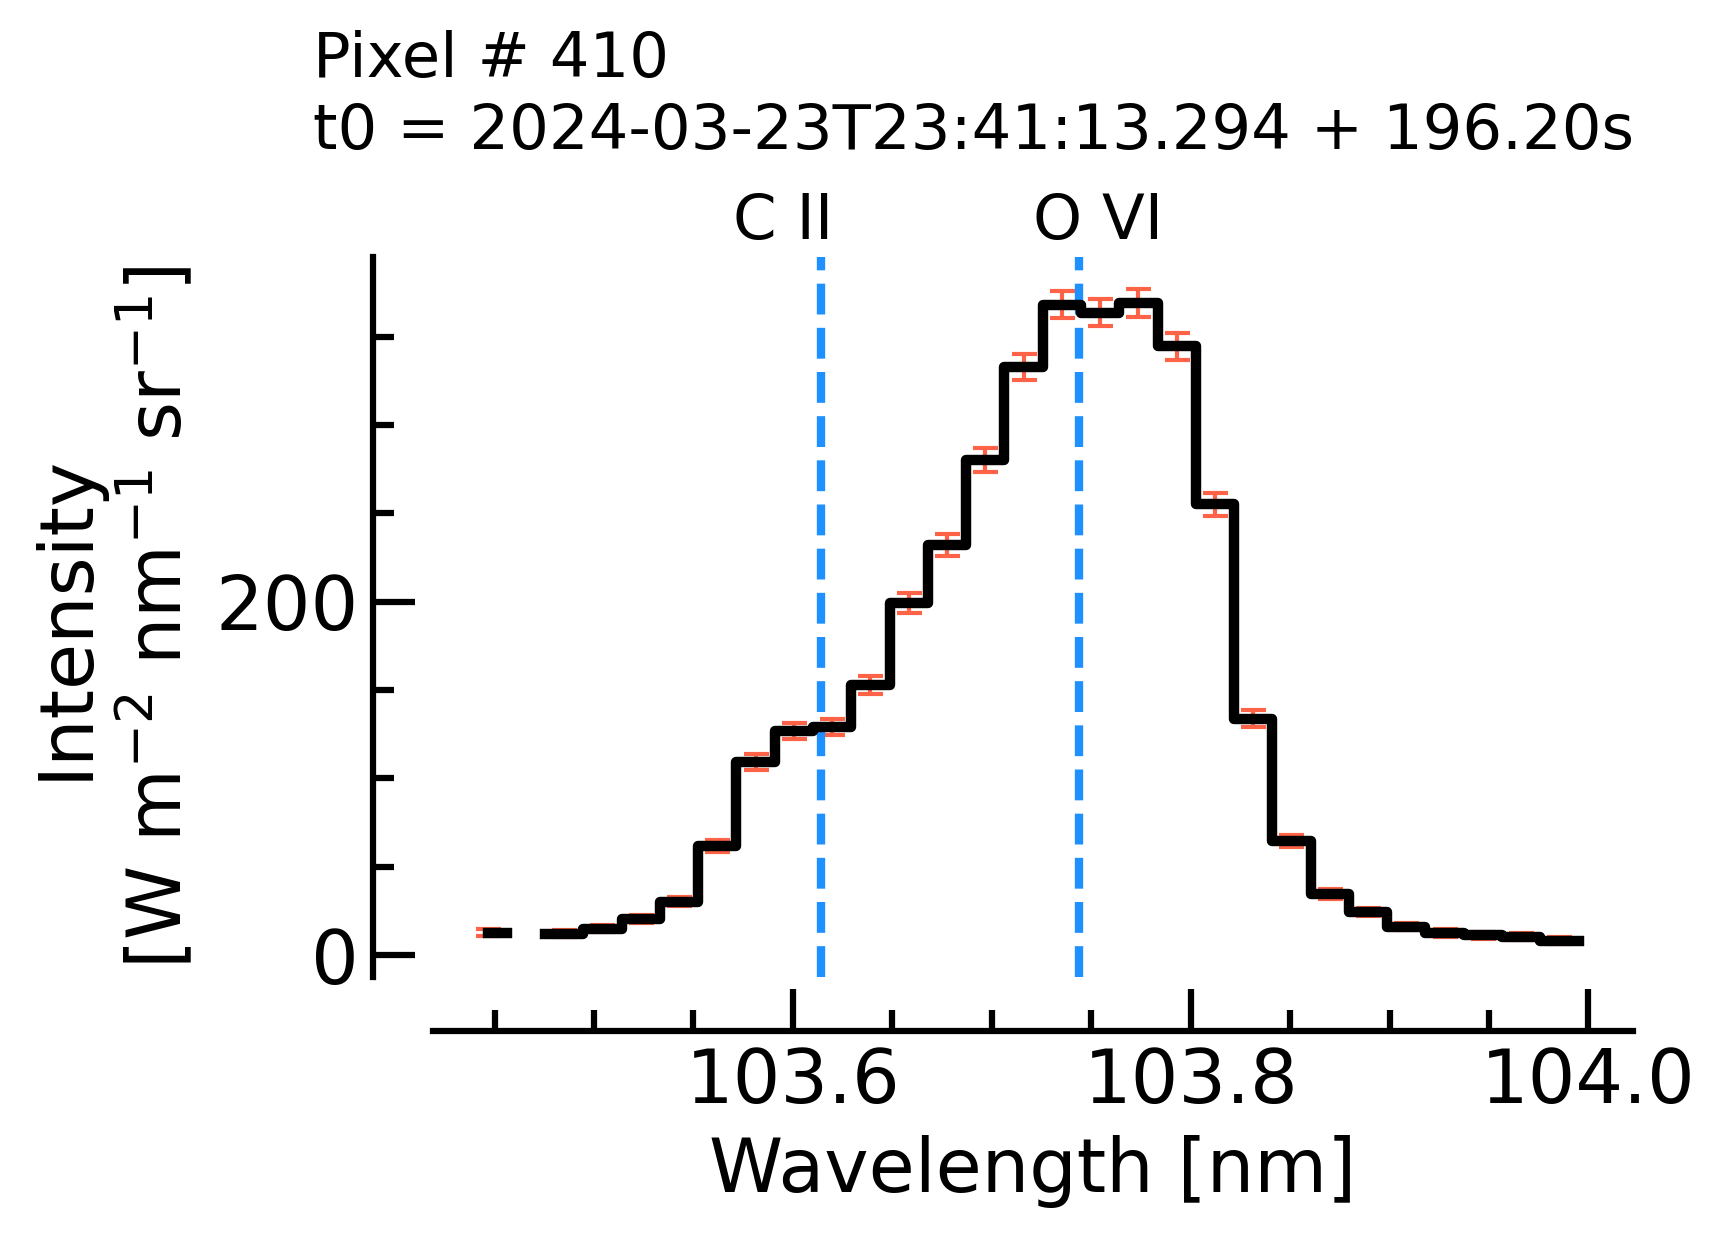 Pixel # 410
t0 = 2024-03-23T23:41:13.294 + 196.20s
C II
O VI
Intensity
[W m⁻² nm⁻¹ sr⁻¹]
200
0
103.6
103.8
104.0
Wavelength [nm]